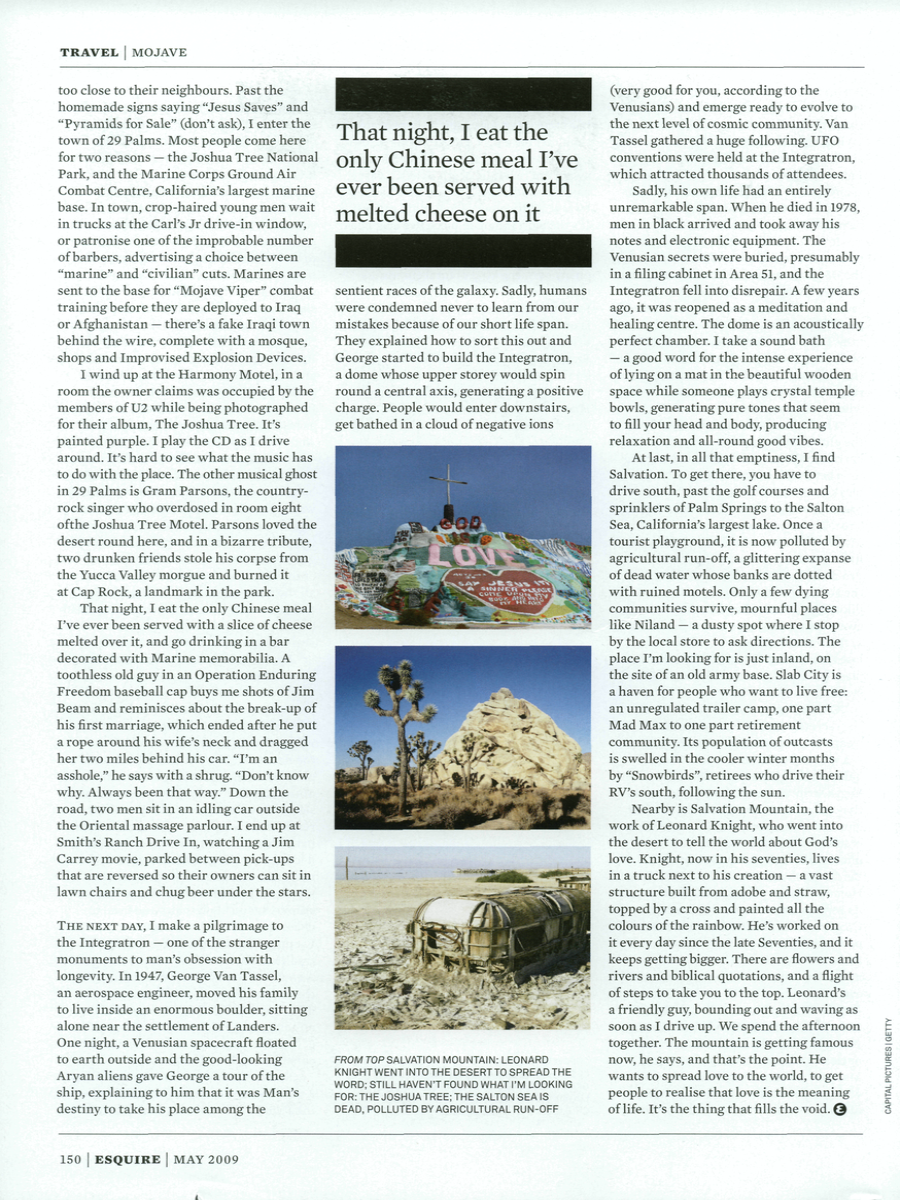 TRAVEL | MOJAVE
too close to their neighbours. Past the
homemade signs saying “Jesus Saves” and
“Pyramids for Sale” (don’t ask), I enter the
town of 29 Palms. Most people come here
for two reasons — the Joshua Tree National
Park, and the Marine Corps Ground Air
Combat Centre, California’s largest marine
base. In town, crop-haired young men wait
in trucks at the Carl’s Jr drive-in window,
or patronise one of the improbable number
of barbers, advertising a choice between
“marine” and “civilian” cuts. Marines are
sent to the base for “Mojave Viper” combat
training before they are deployed to Iraq
or Afghanistan — there’s a fake Iraqi town
behind the wire, complete with a mosque,
shops and Improvised Explosion Devices.
I wind up at the Harmony Motel, in a
room the owner claims was occupied by the
members of U2 while being photographed
for their album, The Joshua Tree. It’s
painted purple. I play the CD as I drive
around. It’s hard to see what the music has
to do with the place. The other musical ghost
in 29 Palms is Gram Parsons, the country-
rock singer who overdosed in room eight
ofthe Joshua Tree Motel. Parsons loved the
desert round here, and in a bizarre tribute,
two drunken friends stole his corpse from
the Yucca Valley morgue and burned it
at Cap Rock, a landmark in the park.
That night, I eat the only Chinese meal
I’ve ever been served with a slice of cheese
melted over it, and go drinking in a bar
decorated with Marine memorabilia. A
toothless old guy in an Operation Enduring
Freedom baseball cap buys me shots of Jim
Beam and reminisces about the break-up of
his first marriage, which ended after he put
a rope around his wife’s neck and dragged
her two miles behind his car. “I’m an
asshole,” he says with a shrug. “Don’t know
why. Always been that way.” Down the
road, two men sit in an idling car outside
the Oriental massage parlour. I end up at
Smith’s Ranch Drive In, watching a Jim
Carrey movie, parked between pick-ups
that are reversed so their owners can sit in
lawn chairs and chug beer under the stars.
THE NEXT DAY, I make a pilgrimage to
the Integratron — one of the stranger
monuments to man’s obsession with
longevity. In 1947, George Van Tassel,
an aerospace engineer, moved his family
to live inside an enormous boulder, sitting
alone near the settlement of Landers.
One night, a Venusian spacecraft floated
to earth outside and the good-looking
Aryan aliens gave George a tour of the
ship, explaining to him that it was Man’s
destiny to take his place among the
That night, I eat the
only Chinese meal I’ve
ever been served with
melted cheese on it
sentient races of the galaxy. Sadly, humans
were condemned never to learn from our
mistakes because of our short life span.
They explained how to sort this out and
George started to build the Integratron,
a dome whose upper storey would spin
round a central axis, generating a positive
charge. People would enter downstairs,
get bathed in a cloud of negative ions
GOD
LOVE
SAY JESUS I'M
A SINNER PLEASE
COME UPON MY
BODY AND INTO
MY HEART
FROM TOP SALVATION MOUNTAIN: LEONARD
KNIGHT WENT INTO THE DESERT TO SPREAD THE
WORD; STILL HAVEN’T FOUND WHAT I’M LOOKING
FOR: THE JOSHUA TREE; THE SALTON SEA IS
DEAD, POLLUTED BY AGRICULTURAL RUN-OFF
(very good for you, according to the
Venusians) and emerge ready to evolve to
the next level of cosmic community. Van
Tassel gathered a huge following. UFO
conventions were held at the Integratron,
which attracted thousands of attendees.
Sadly, his own life had an entirely
unremarkable span. When he died in 1978,
men in black arrived and took away his
notes and electronic equipment. The
Venusian secrets were buried, presumably
in a filing cabinet in Area 51, and the
Integratron fell into disrepair. A few years
ago, it was reopened as a meditation and
healing centre. The dome is an acoustically
perfect chamber. I take a sound bath
— a good word for the intense experience
of lying on a mat in the beautiful wooden
space while someone plays crystal temple
bowls, generating pure tones that seem
to fill your head and body, producing
relaxation and all-round good vibes.
At last, in all that emptiness, I find
Salvation. To get there, you have to
drive south, past the golf courses and
sprinklers of Palm Springs to the Salton
Sea, California’s largest lake. Once a
tourist playground, it is now polluted by
agricultural run-off, a glittering expanse
of dead water whose banks are dotted
with ruined motels. Only a few dying
communities survive, mournful places
like Niland — a dusty spot where I stop
by the local store to ask directions. The
place I’m looking for is just inland, on
the site of an old army base. Slab City is
a haven for people who want to live free:
an unregulated trailer camp, one part
Mad Max to one part retirement
community. Its population of outcasts
is swelled in the cooler winter months
by “Snowbirds”, retirees who drive their
RV’s south, following the sun.
Nearby is Salvation Mountain, the
work of Leonard Knight, who went into
the desert to tell the world about God’s
love. Knight, now in his seventies, lives
in a truck next to his creation — a vast
structure built from adobe and straw,
topped by a cross and painted all the
colours of the rainbow. He’s worked on
it every day since the late Seventies, and it
keeps getting bigger. There are flowers and
rivers and biblical quotations, and a flight
of steps to take you to the top. Leonard’s
a friendly guy, bounding out and waving as
soon as I drive up. We spend the afternoon
together. The mountain is getting famous
now, he says, and that’s the point. He
wants to spread love to the world, to get
people to realise that love is the meaning
of life. It’s the thing that fills the void.
CAPITAL PICTURES | GETTY
150 | ESQUIRE | MAY 2009